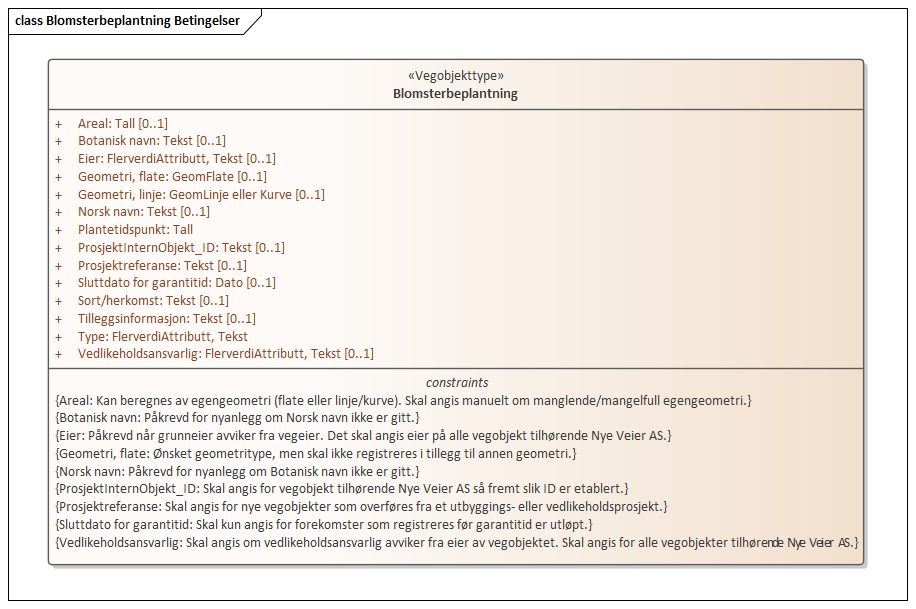 class Blomsterbeplantning Betingelser
«Vegobjekttype»
Blomsterbeplantning
+ Areal: Tall [0..1]
+ Botanisk navn: Tekst [0..1]
+ Eier: FlerverdiAttributt, Tekst [0..1]
+ Geometri, flate: GeomFlate [0..1]
+ Geometri, linje: GeomLinje eller Kurve [0..1]
+ Norsk navn: Tekst [0..1]
+ Plantetidspunkt: Tall
+ ProsjektInternObjekt_ID: Tekst [0..1]
+ Prosjektreferanse: Tekst [0..1]
+ Sluttdato for garantitid: Dato [0..1]
+ Sort/herkomst: Tekst [0..1]
+ Tilleggsinformasjon: Tekst [0..1]
+ Type: FlerverdiAttributt, Tekst
+ Vedlikeholdsansvarlig: FlerverdiAttributt, Tekst [0..1]
constraints
{Areal: Kan beregnes av egengeometri (flate eller linje/kurve). Skal angis manuelt om manglende/mangelfull egengeometri.}
{Botanisk navn: Påkrevd for nyanlegg om Norsk navn ikke er gitt.}
{Eier: Påkrevd når grunneier avviker fra vegeier. Det skal angis eier på alle vegobjekt tilhørende Nye Veier AS.}
{Geometri, flate: Ønsket geometritype, men skal ikke registreres i tillegg til annen geometri.}
{Norsk navn: Påkrevd for nyanlegg om Botanisk navn ikke er gitt.}
{ProsjektInternObjekt_ID: Skal angis for vegobjekt tilhørende Nye Veier AS så fremt slik ID er etablert.}
{Prosjektreferanse: Skal angis for nye vegobjekter som overføres fra et utbyggings- eller vedlikeholdsprosjekt.}
{Sluttdato for garantitid: Skal kun angis for forekomster som registreres før garantitid er utløpt.}
{Vedlikeholdsansvarlig: Skal angis om vedlikeholdsansvarlig avviker fra eier av vegobjektet. Skal angis for alle vegobjekter tilhørende Nye Veier AS.}